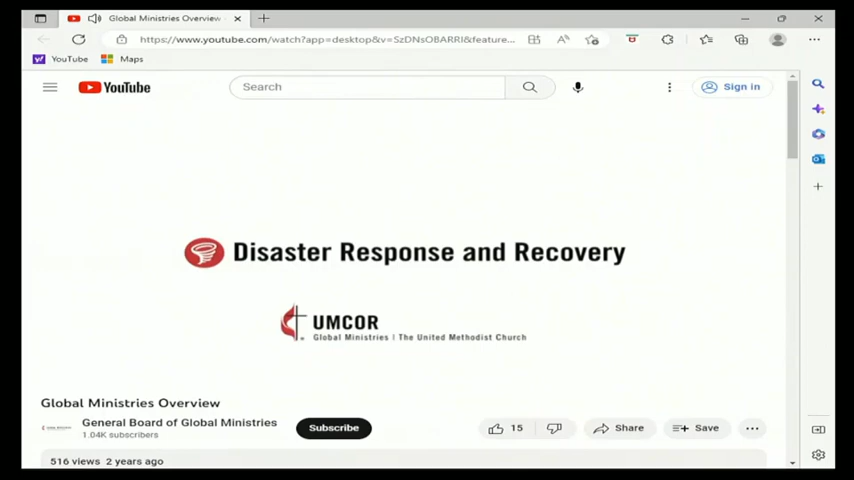 Global Ministries Overview
https://www.youtube.com/watch?app=desktop&v=SzDNsOBARRI&feature...
YouTube
Maps
YouTube
Search
Sign in
Disaster Response and Recovery
UMCOR
Global Ministries | The United Methodist Church
Global Ministries Overview
General Board of Global Ministries
1.04K subscribers
Subscribe
15
Share
Save
516 views 2 years ago